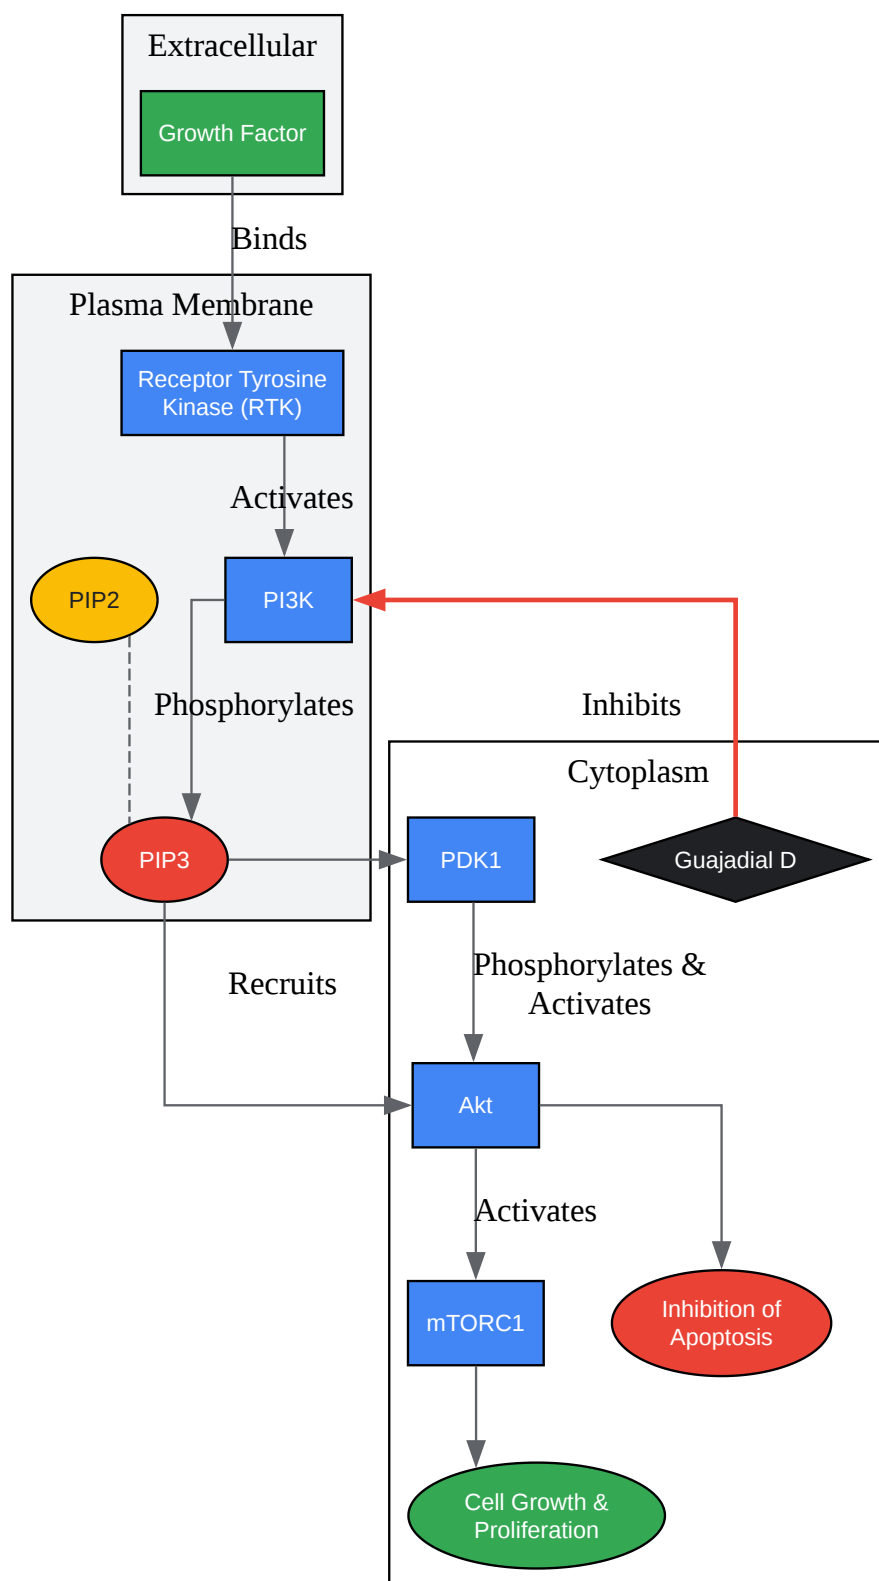 Extracellular
Growth Factor
Binds
Plasma Membrane
Receptor Tyrosine
Kinase (RTK)
Activates
PIP2
PI3K
Phosphorylates
Inhibits
Cytoplasm
PIP3
PDK1
Guajadial D
Recruits
Phosphorylates &
Activates
Akt
Activates
mTORC1
Inhibition of
Apoptosis
Cell Growth &
Proliferation